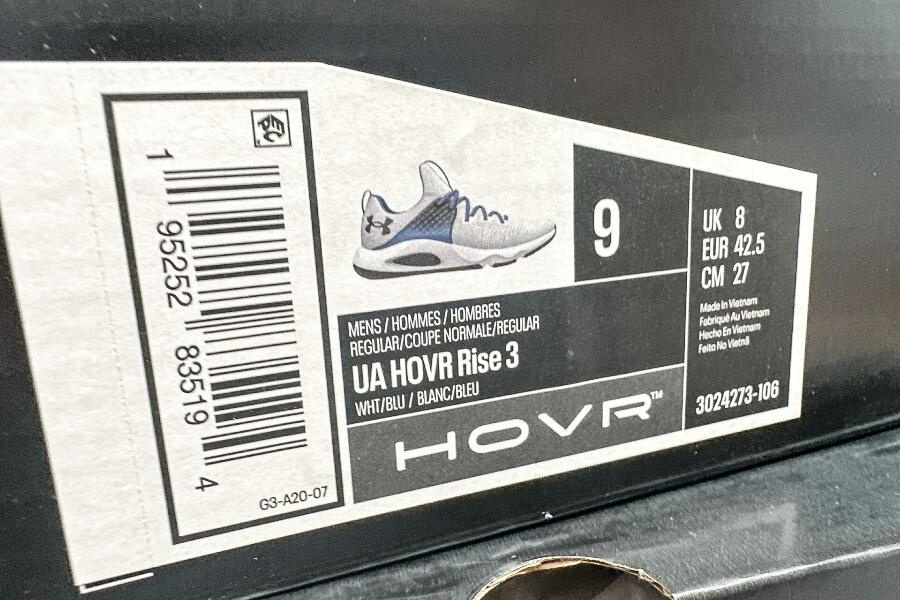 EPC
1 95252 83519 4
G3-A20-07
9
MENS / HOMMES / HOMBRES
REGULAR/COUPE NORMALE/REGULAR
UA HOVR Rise 3
WHT/BLU / BLANC/BLEU
HOVR™
UK 8
EUR 42.5
CM 27
Made in Vietnam
Fabriqué Au Vietnam
Hecho En Vietnam
Feito No Vietnã
3024273-106